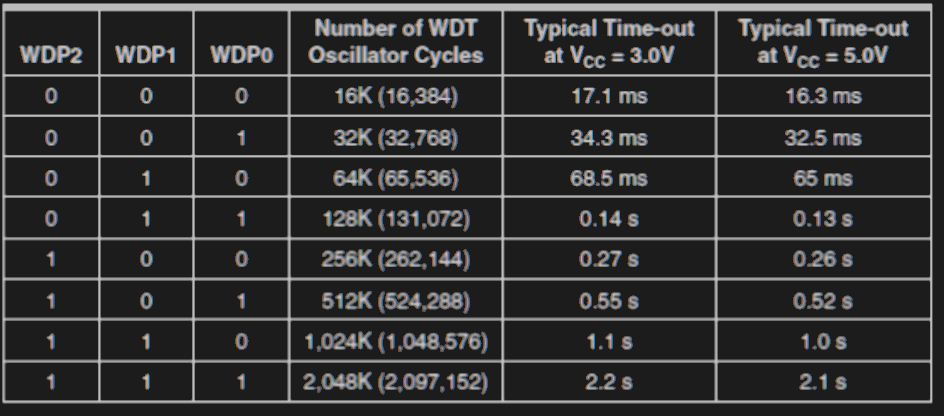 WDP2 WDP1 WDP0 Number of WDT Oscillator Cycles Typical Time-out at VCC = 3.0V Typical Time-out at VCC = 5.0V
0 0 0 16K (16,384) 17.1 ms 16.3 ms
0 0 1 32K (32,768) 34.3 ms 32.5 ms
0 1 0 64K (65,536) 68.5 ms 65 ms
0 1 1 128K (131,072) 0.14 s 0.13 s
1 0 0 256K (262,144) 0.27 s 0.26 s
1 0 1 512K (524,288) 0.55 s 0.52 s
1 1 0 1,024K (1,048,576) 1.1 s 1.0 s
1 1 1 2,048K (2,097,152) 2.2 s 2.1 s